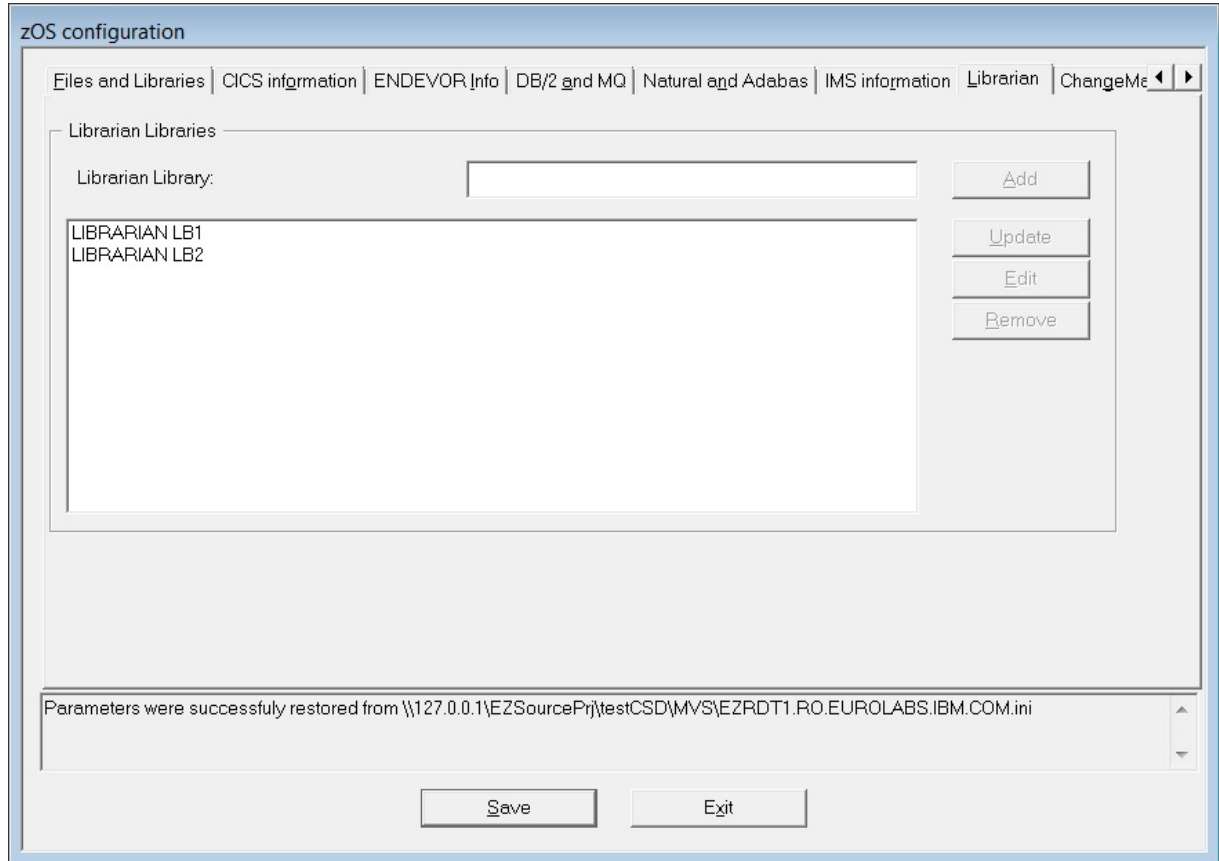 zOS configuration
Files and Libraries CICS information ENDEVOR Info DB/2 and MQ Natural and Adabas IMS information Librarian ChangeMa
Librarian Libraries
Librarian Library: Add
LIBRARIAN LB1
LIBRARIAN LB2
Update
Edit
Remove
Parameters were successfuly restored from \\127.0.0.1\EZSourcePrj\testCSD\MVS\EZRDT1.RO.EUROLABS.IBM.COM.ini
Save Exit